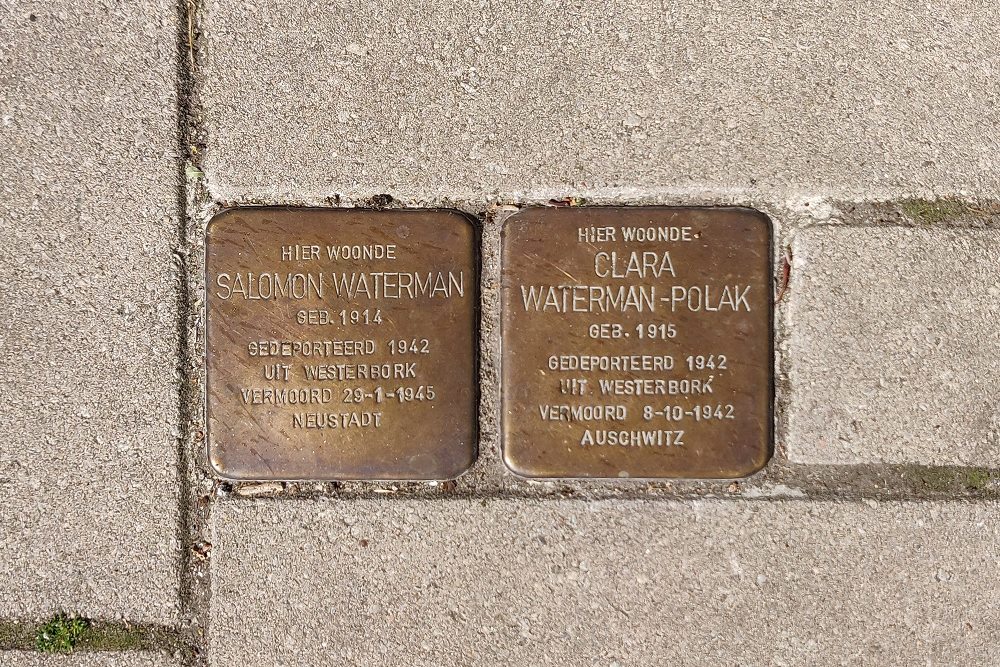 HIER WOONDE
SALOMON WATERMAN
GEB. 1914
GEDEPORTEERD 1942
UIT WESTERBORK
VERMOORD 29-1-1945
NEUSTADT
HIER WOONDE
CLARA
WATERMAN-POLAK
GEB. 1915
GEDEPORTEERD 1942
UIT WESTERBORK
VERMOORD 8-10-1942
AUSCHWITZ